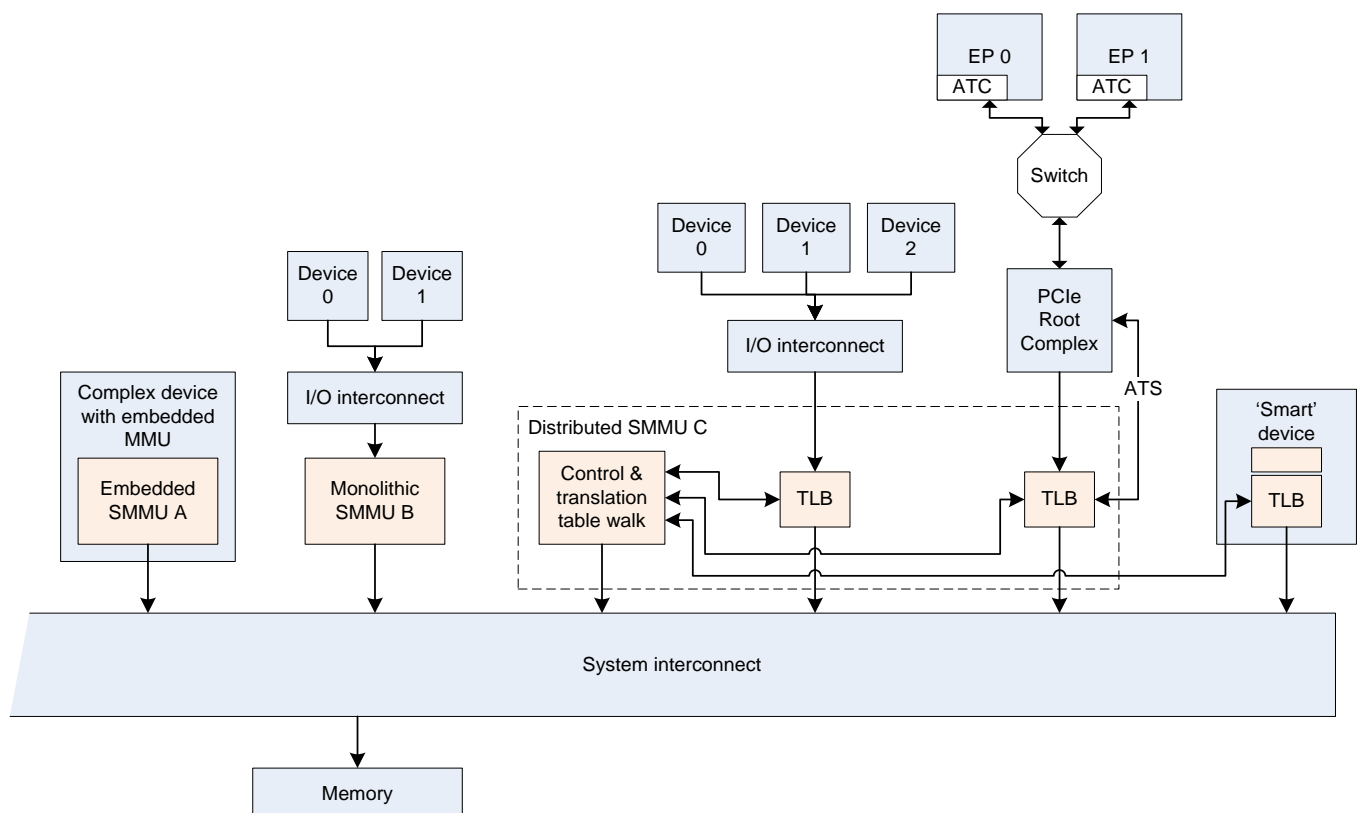 EP 0
ATC
EP 1
ATC
Switch
Device
0
Device
1
Device
2
Device
0
Device
1
PCIe
Root
Complex
I/O interconnect
I/O interconnect
ATS
Complex device
with embedded
MMU
Embedded
SMMU A
Monolithic
SMMU B
Distributed SMMU C
Control &
translation
table walk
TLB
TLB
‘Smart’
device
TLB
System interconnect
Memory